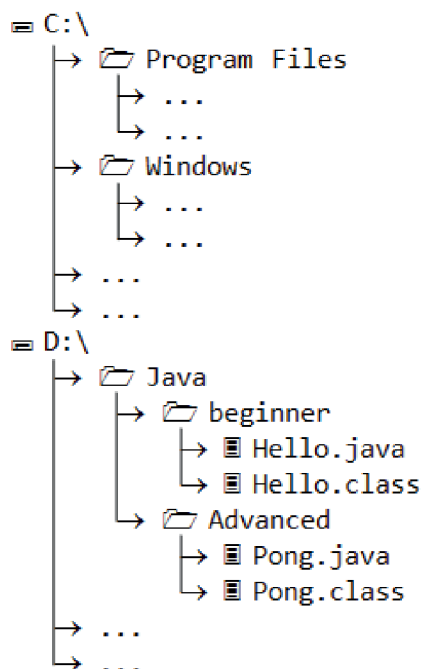 C:\
Program Files
...
...
Windows
...
...
...
...
D:\
Java
beginner
Hello.java
Hello.class
Advanced
Pong.java
Pong.class
...
...